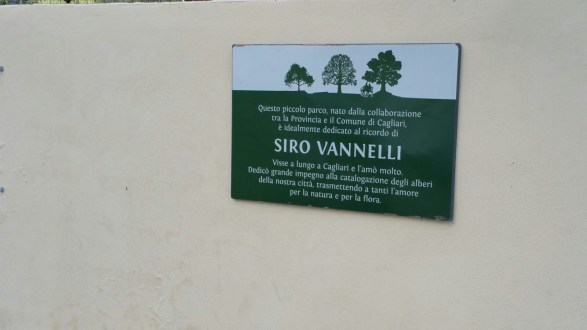 Questo piccolo parco, nato dalla collaborazione
tra la Provincia e il Comune di Cagliari,
è idealmente dedicato al ricordo di
SIRO VANNELLI
Visse a lungo a Cagliari e l'amò molto.
Dedicò grande impegno alla catalogazione degli alberi
della nostra città, trasmettendo a tanti l'amore
per la natura e per la flora.